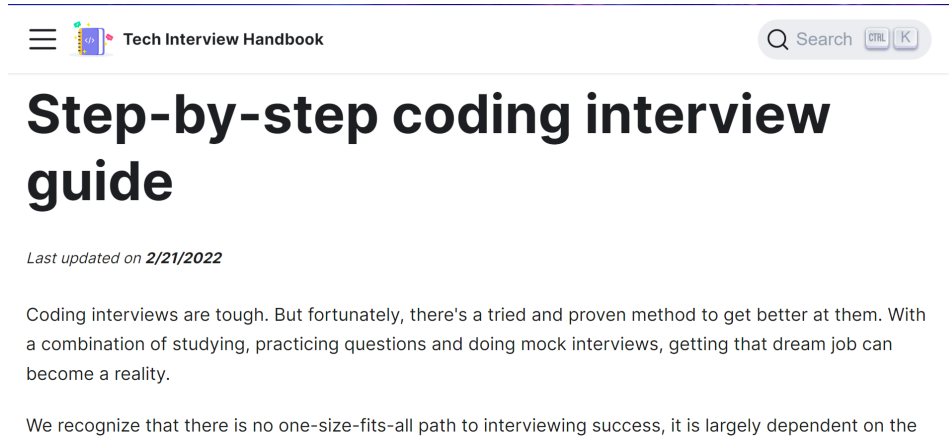 Tech Interview Handbook
Search CTRL K
Step-by-step coding interview
guide
Last updated on 2/21/2022
Coding interviews are tough. But fortunately, there's a tried and proven method to get better at them. With
a combination of studying, practicing questions and doing mock interviews, getting that dream job can
become a reality.
We recognize that there is no one-size-fits-all path to interviewing success, it is largely dependent on the